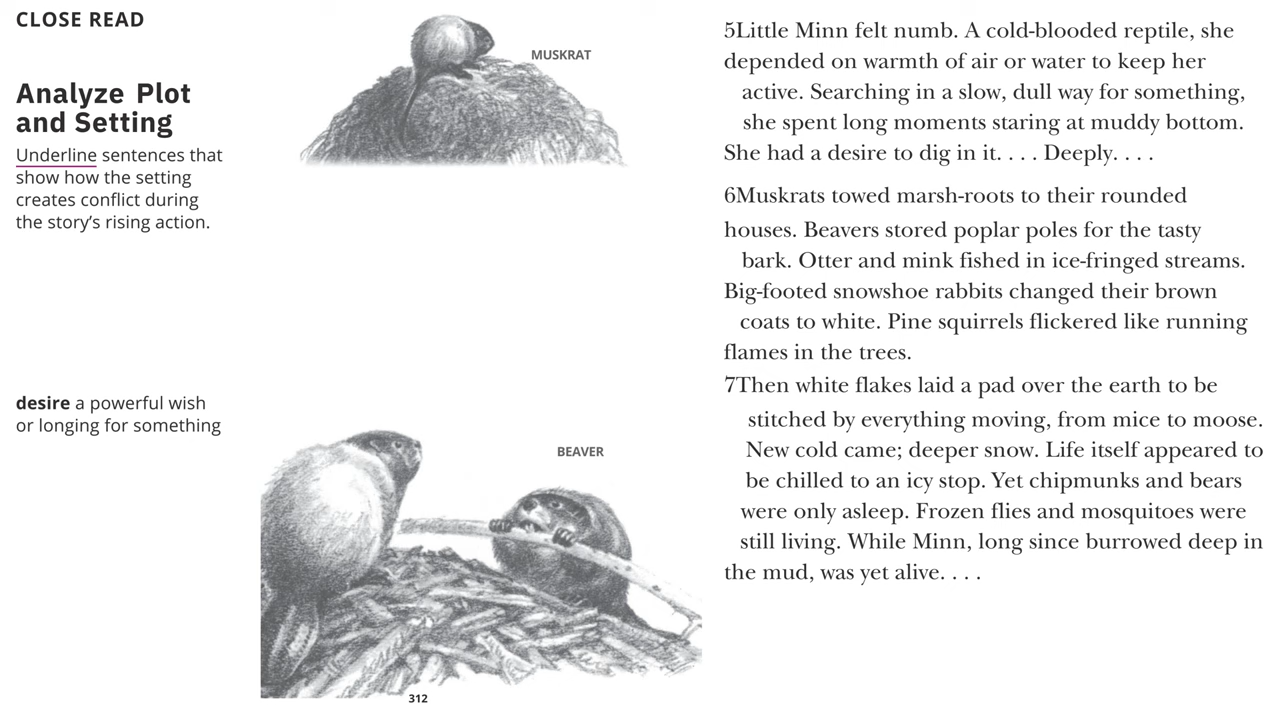 CLOSE READ
Analyze Plot
and Setting
Underline sentences that
show how the setting
creates conflict during
the story’s rising action.
desire a powerful wish
or longing for something
MUSKRAT
BEAVER
312
5Little Minn felt numb. A cold-blooded reptile, she
depended on warmth of air or water to keep her
active. Searching in a slow, dull way for something,
she spent long moments staring at muddy bottom.
She had a desire to dig in it. . . . Deeply. . . .
6Muskrats towed marsh-roots to their rounded
houses. Beavers stored poplar poles for the tasty
bark. Otter and mink fished in ice-fringed streams.
Big-footed snowshoe rabbits changed their brown
coats to white. Pine squirrels flickered like running
flames in the trees.
7Then white flakes laid a pad over the earth to be
stitched by everything moving, from mice to moose.
New cold came; deeper snow. Life itself appeared to
be chilled to an icy stop. Yet chipmunks and bears
were only asleep. Frozen flies and mosquitoes were
still living. While Minn, long since burrowed deep in
the mud, was yet alive. . . .